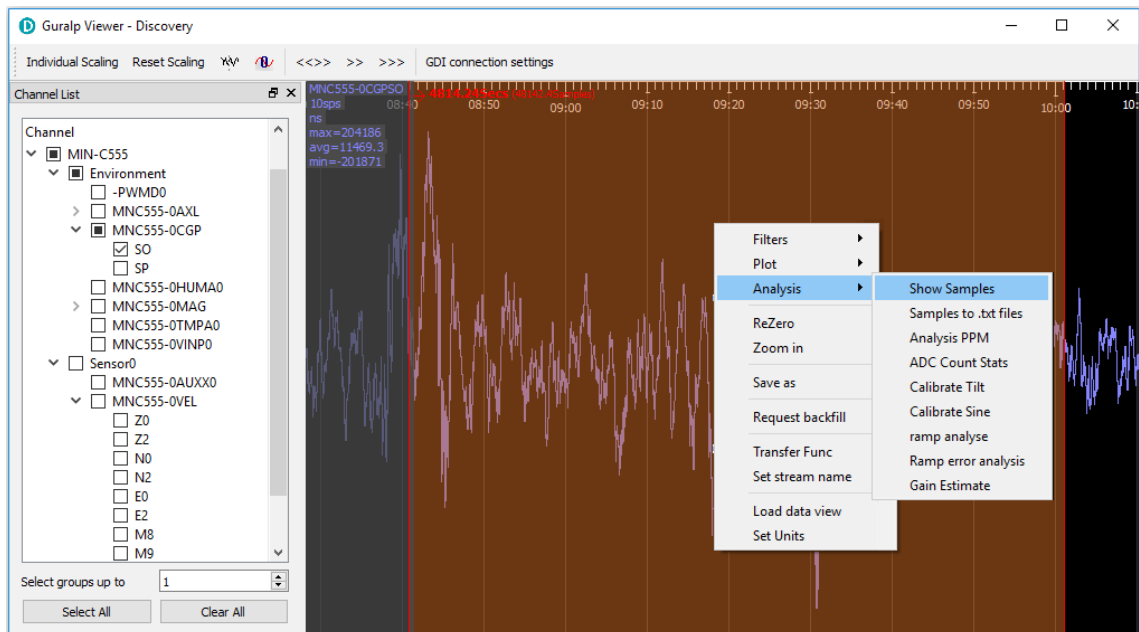 Guralp Viewer - Discovery
Individual Scaling Reset Scaling <<>> >> >>> GDI connection settings
Channel List
Channel
MIN-C555
Environment
-PWMD0
MNC555-0AXL
MNC555-0CGP
SO
SP
MNC555-0HUMA0
MNC555-0MAG
MNC555-0TMPA0
MNC555-0VINP0
Sensor0
MNC555-0AUXX0
MNC555-0VEL
Z0
Z2
N0
N2
E0
E2
M8
M9
Select groups up to 1
Select All Clear All
MNC555-0CGPSO
10sps
ns
max=204186
avg=11469.3
min=-201871
4814.24Secs
08:40 08:50 09:00 09:10 09:20 09:30 09:40 09:50 10:00 10:
Filters
Plot
Analysis
ReZero
Zoom in
Save as
Request backfill
Transfer Func
Set stream name
Load data view
Set Units
Show Samples
Samples to .txt files
Analysis PPM
ADC Count Stats
Calibrate Tilt
Calibrate Sine
ramp analyse
Ramp error analysis
Gain Estimate